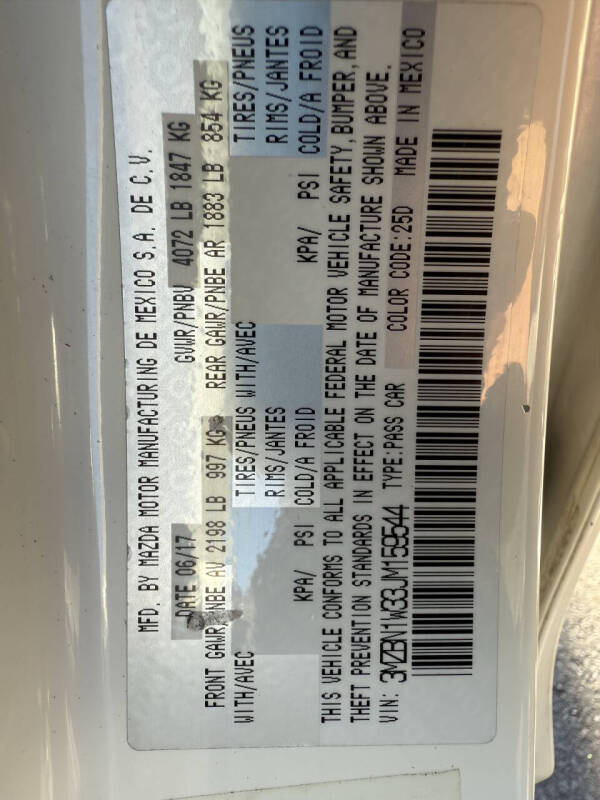 MFD. BY MAZDA MOTOR MANUFACTURING DE MEXICO S.A. DE C.V.
DATE 06/17 GVWR/PNBV 4072 LB 1847 KG
FRONT GAWR/PNBE AV 2198 LB 997 KG REAR GAWR/PNBE AR 1883 LB 854 KG
WITH/AVEC TIRES/PNEUS WITH/AVEC TIRES/PNEUS
RIMS/JANTES RIMS/JANTES
KPA/ PSI COLD/A FROID KPA/ PSI COLD/A FROID
THIS VEHICLE CONFORMS TO ALL APPLICABLE FEDERAL MOTOR VEHICLE SAFETY, BUMPER, AND
THEFT PREVENTION STANDARDS IN EFFECT ON THE DATE OF MANUFACTURE SHOWN ABOVE.
VIN: 3MZBN1W33JM159544 TYPE:PASS CAR COLOR CODE:25D MADE IN MEXICO